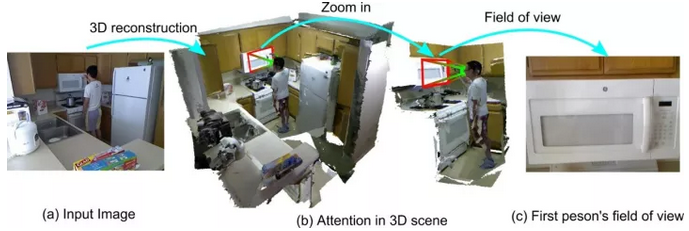 3D reconstruction
Zoom in
Field of view
(a) Input Image
(b) Attention in 3D scene
(c) First peson's field of view